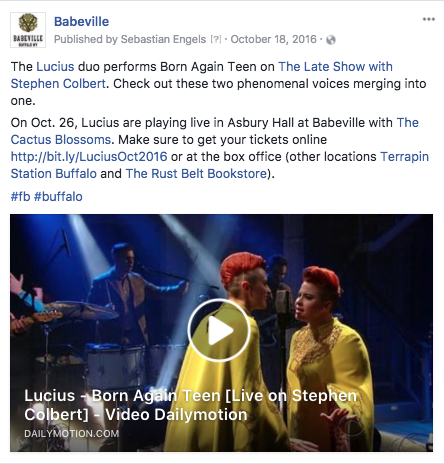 Babeville
Published by Sebastian Engels [?] · October 18, 2016 ·
The Lucius duo performs Born Again Teen on The Late Show with
Stephen Colbert. Check out these two phenomenal voices merging into
one.
On Oct. 26, Lucius are playing live in Asbury Hall at Babeville with The
Cactus Blossoms. Make sure to get your tickets online
http://bit.ly/LuciusOct2016 or at the box office (other locations Terrapin
Station Buffalo and The Rust Belt Bookstore).
#fb #buffalo
Lucius - Born Again Teen [Live on Stephen
Colbert] - Video Dailymotion
DAILYMOTION.COM